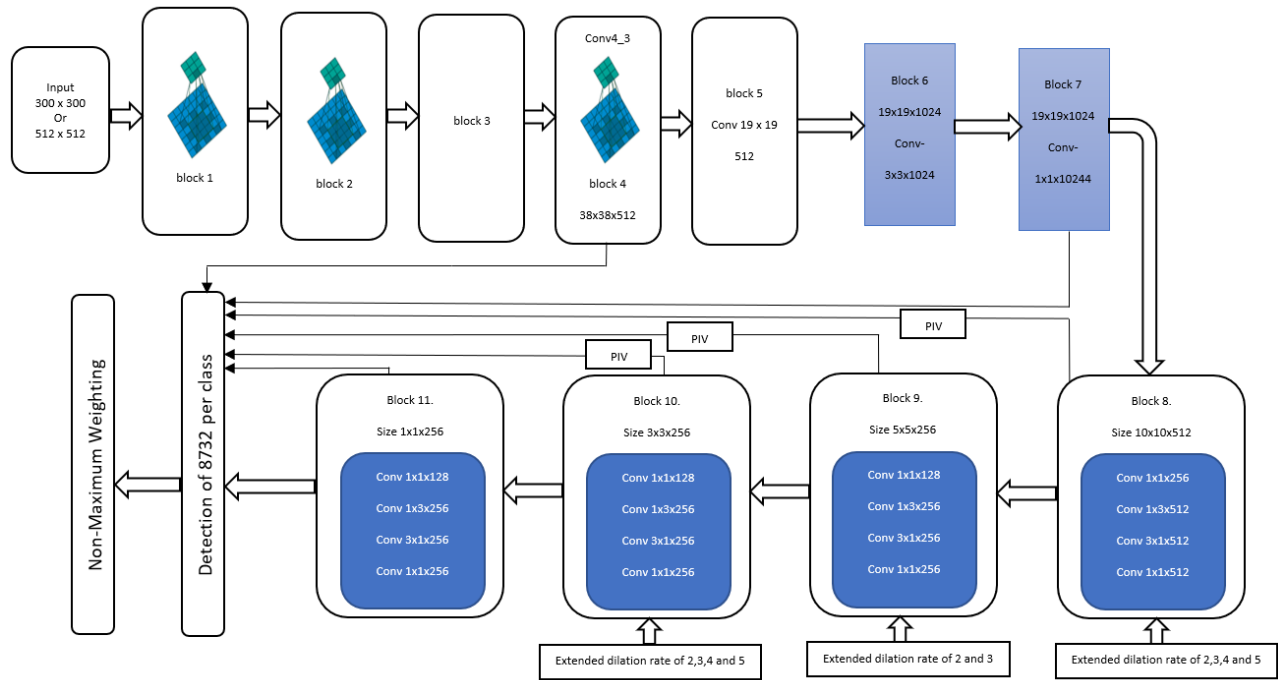 Input
300 x 300
Or
512 x 512
block 1
block 2
block 3
Conv4_3
block 4
38x38x512
block 5
Conv 19 x 19
512
Block 6
19x19x1024
Conv-
3x3x1024
Block 7
19x19x1024
Conv-
1x1x10244
PIV
PIV
PIV
Non-Maximum Weighting
Detection of 8732 per class
Block 11.
Size 1x1x256
Conv 1x1x128
Conv 1x3x256
Conv 3x1x256
Conv 1x1x256
Block 10.
Size 3x3x256
Conv 1x1x128
Conv 1x3x256
Conv 3x1x256
Conv 1x1x256
Block 9.
Size 5x5x256
Conv 1x1x128
Conv 1x3x256
Conv 3x1x256
Conv 1x1x256
Block 8.
Size 10x10x512
Conv 1x1x256
Conv 1x3x512
Conv 3x1x512
Conv 1x1x512
Extended dilation rate of 2,3,4 and 5
Extended dilation rate of 2 and 3
Extended dilation rate of 2,3,4 and 5